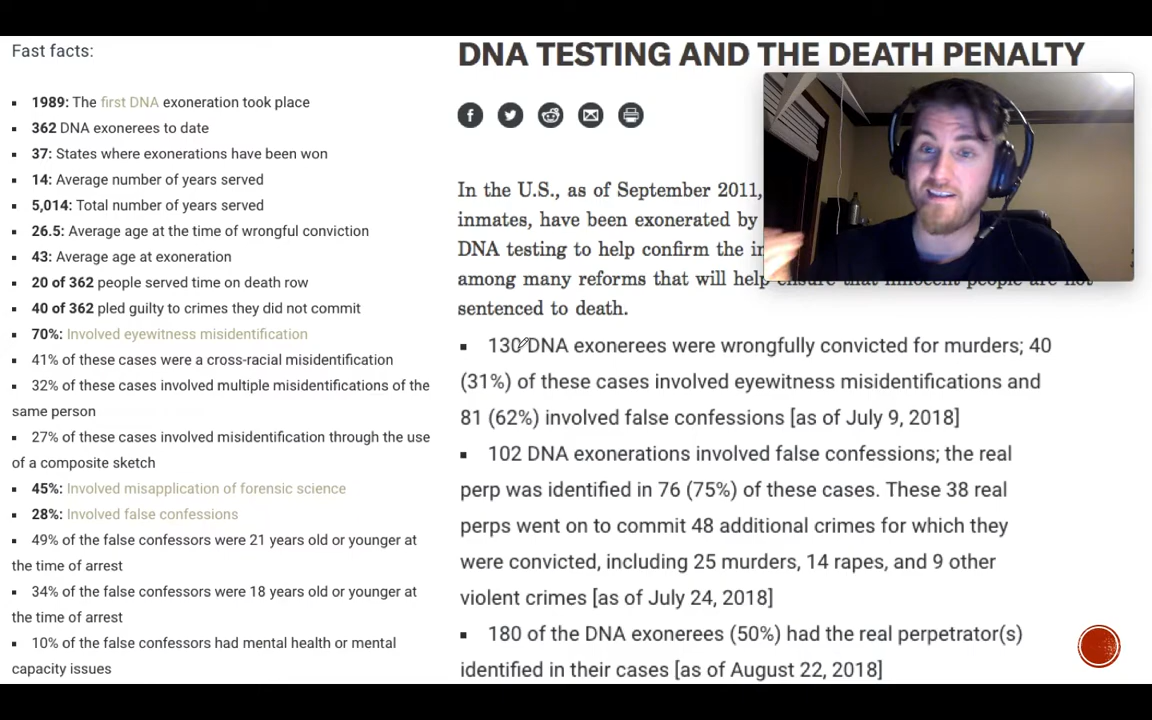 Fast facts:
1989: The first DNA exoneration took place
362 DNA exonerees to date
37: States where exonerations have been won
14: Average number of years served
5,014: Total number of years served
26.5: Average age at the time of wrongful conviction
43: Average age at exoneration
20 of 362 people served time on death row
40 of 362 pled guilty to crimes they did not commit
70%: Involved eyewitness misidentification
41% of these cases were a cross-racial misidentification
32% of these cases involved multiple misidentifications of the
same person
27% of these cases involved misidentification through the use
of a composite sketch
45%: Involved misapplication of forensic science
28%: Involved false confessions
49% of the false confessors were 21 years old or younger at
the time of arrest
34% of the false confessors were 18 years old or younger at
the time of arrest
10% of the false confessors had mental health or mental
capacity issues
DNA TESTING AND THE DEATH PENALTY
In the U.S., as of September 2011,
inmates, have been exonerated by
DNA testing to help confirm the
among many reforms that will help ensure that innocent people are not
sentenced to death.
130 DNA exonerees were wrongfully convicted for murders; 40
(31%) of these cases involved eyewitness misidentifications and
81 (62%) involved false confessions [as of July 9, 2018]
102 DNA exonerations involved false confessions; the real
perp was identified in 76 (75%) of these cases. These 38 real
perps went on to commit 48 additional crimes for which they
were convicted, including 25 murders, 14 rapes, and 9 other
violent crimes [as of July 24, 2018]
180 of the DNA exonerees (50%) had the real perpetrator(s)
identified in their cases [as of August 22, 2018]